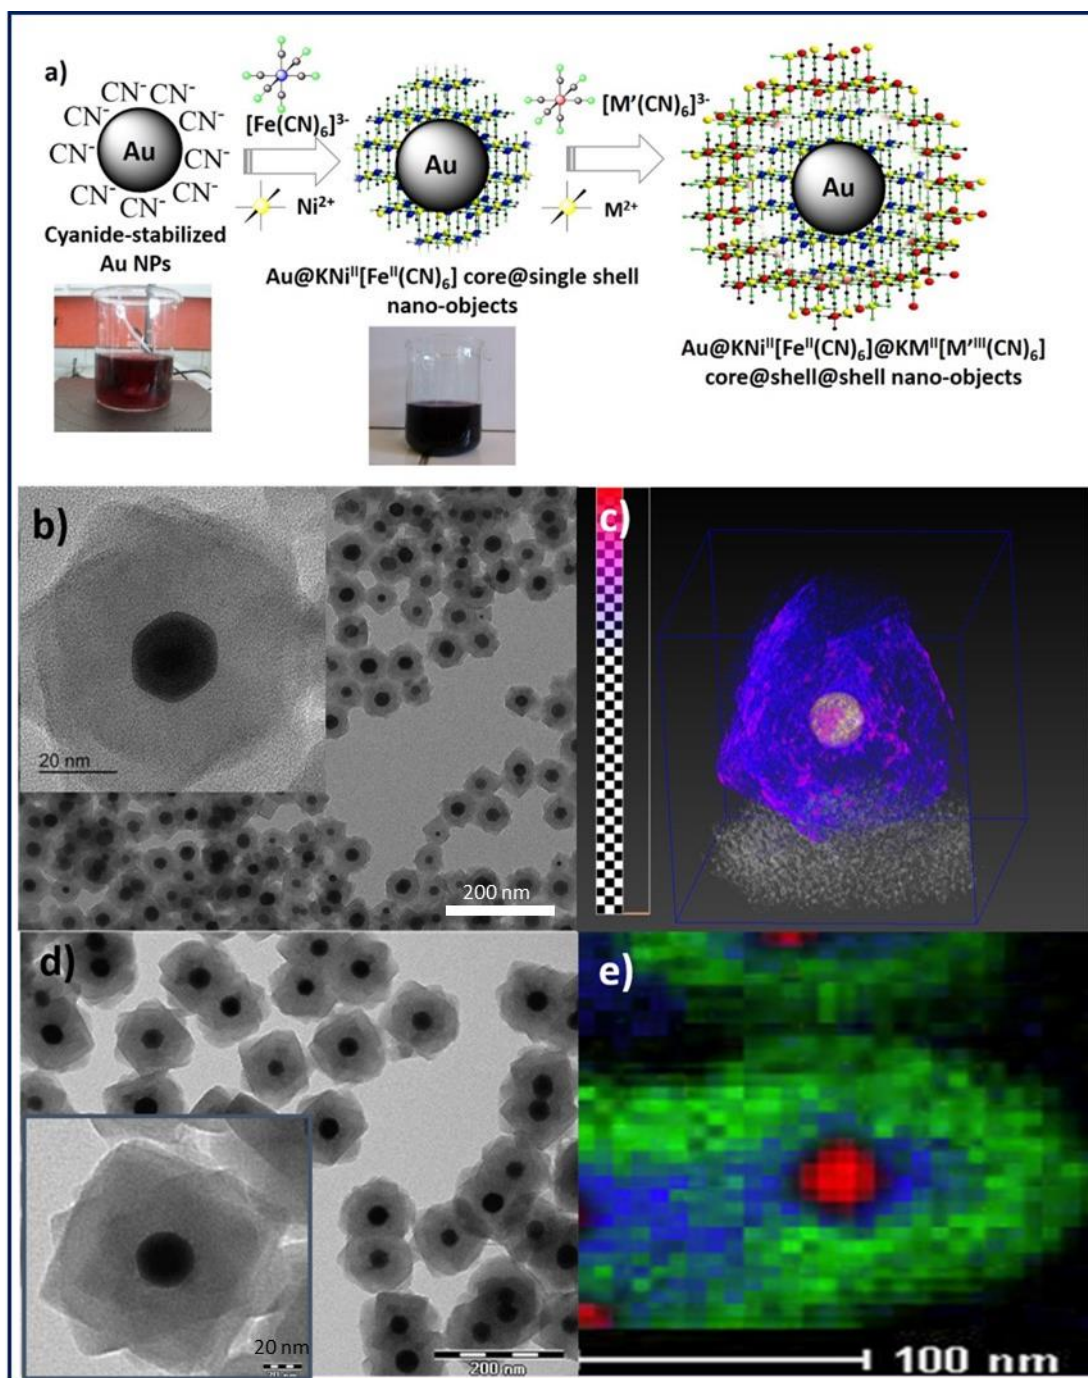 a)
CN⁻ CN⁻
CN⁻ CN⁻
CN⁻ CN⁻
CN⁻ CN⁻
CN⁻
Au
Cyanide-stabilized
Au NPs
[Fe(CN)₆]³⁻
Ni²⁺
Au
Au@KNiᴵᴵ[Feᴵᴵ(CN)₆] core@single shell
nano-objects
[M'(CN)₆]³⁻
M²⁺
Au
Au@KNiᴵᴵ[Feᴵᴵ(CN)₆]@KMᴵᴵ[M'ᴵᴵᴵ(CN)₆]
core@shell@shell nano-objects
b)
20 nm
200 nm
c)
d)
20 nm
20 nm
200 nm
e)
100 nm